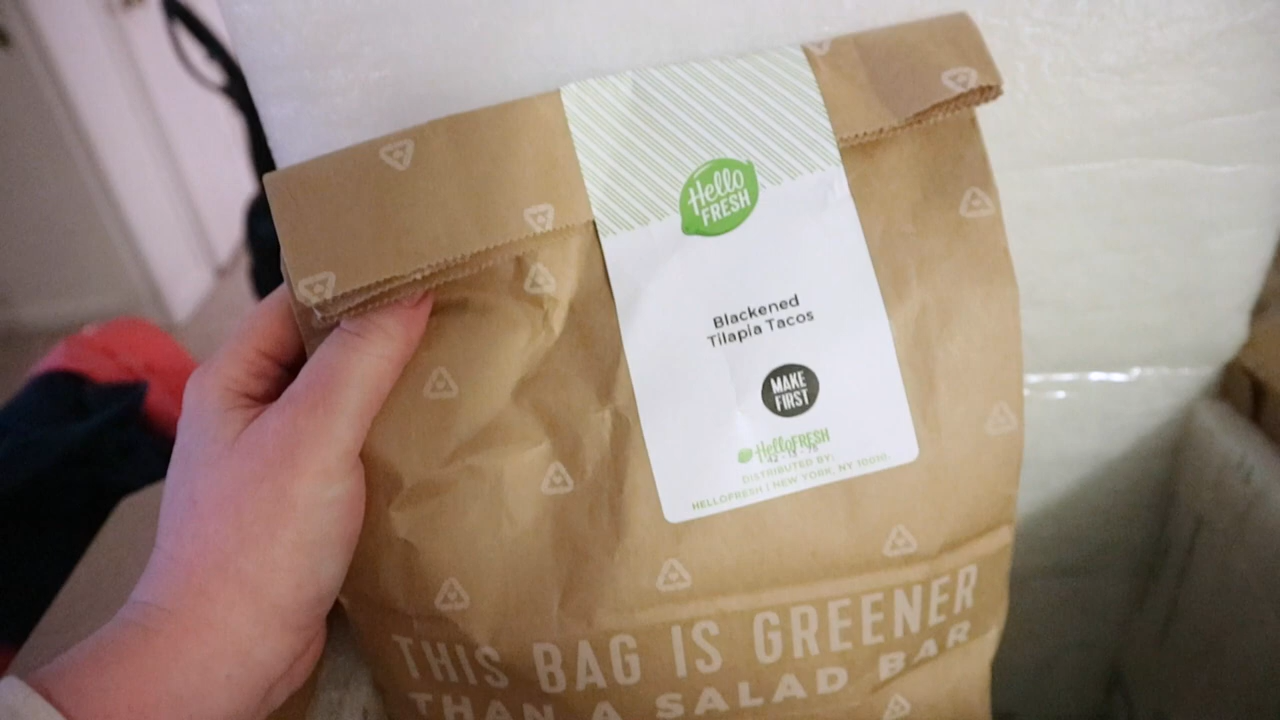 Hello
FRESH
Blackened
Tilapia Tacos
MAKE
FIRST
HelloFRESH
DISTRIBUTED BY:
HELLOFRESH | NEW YORK, NY 10010.
THIS BAG IS GREENER
THAN A SALAD BAR